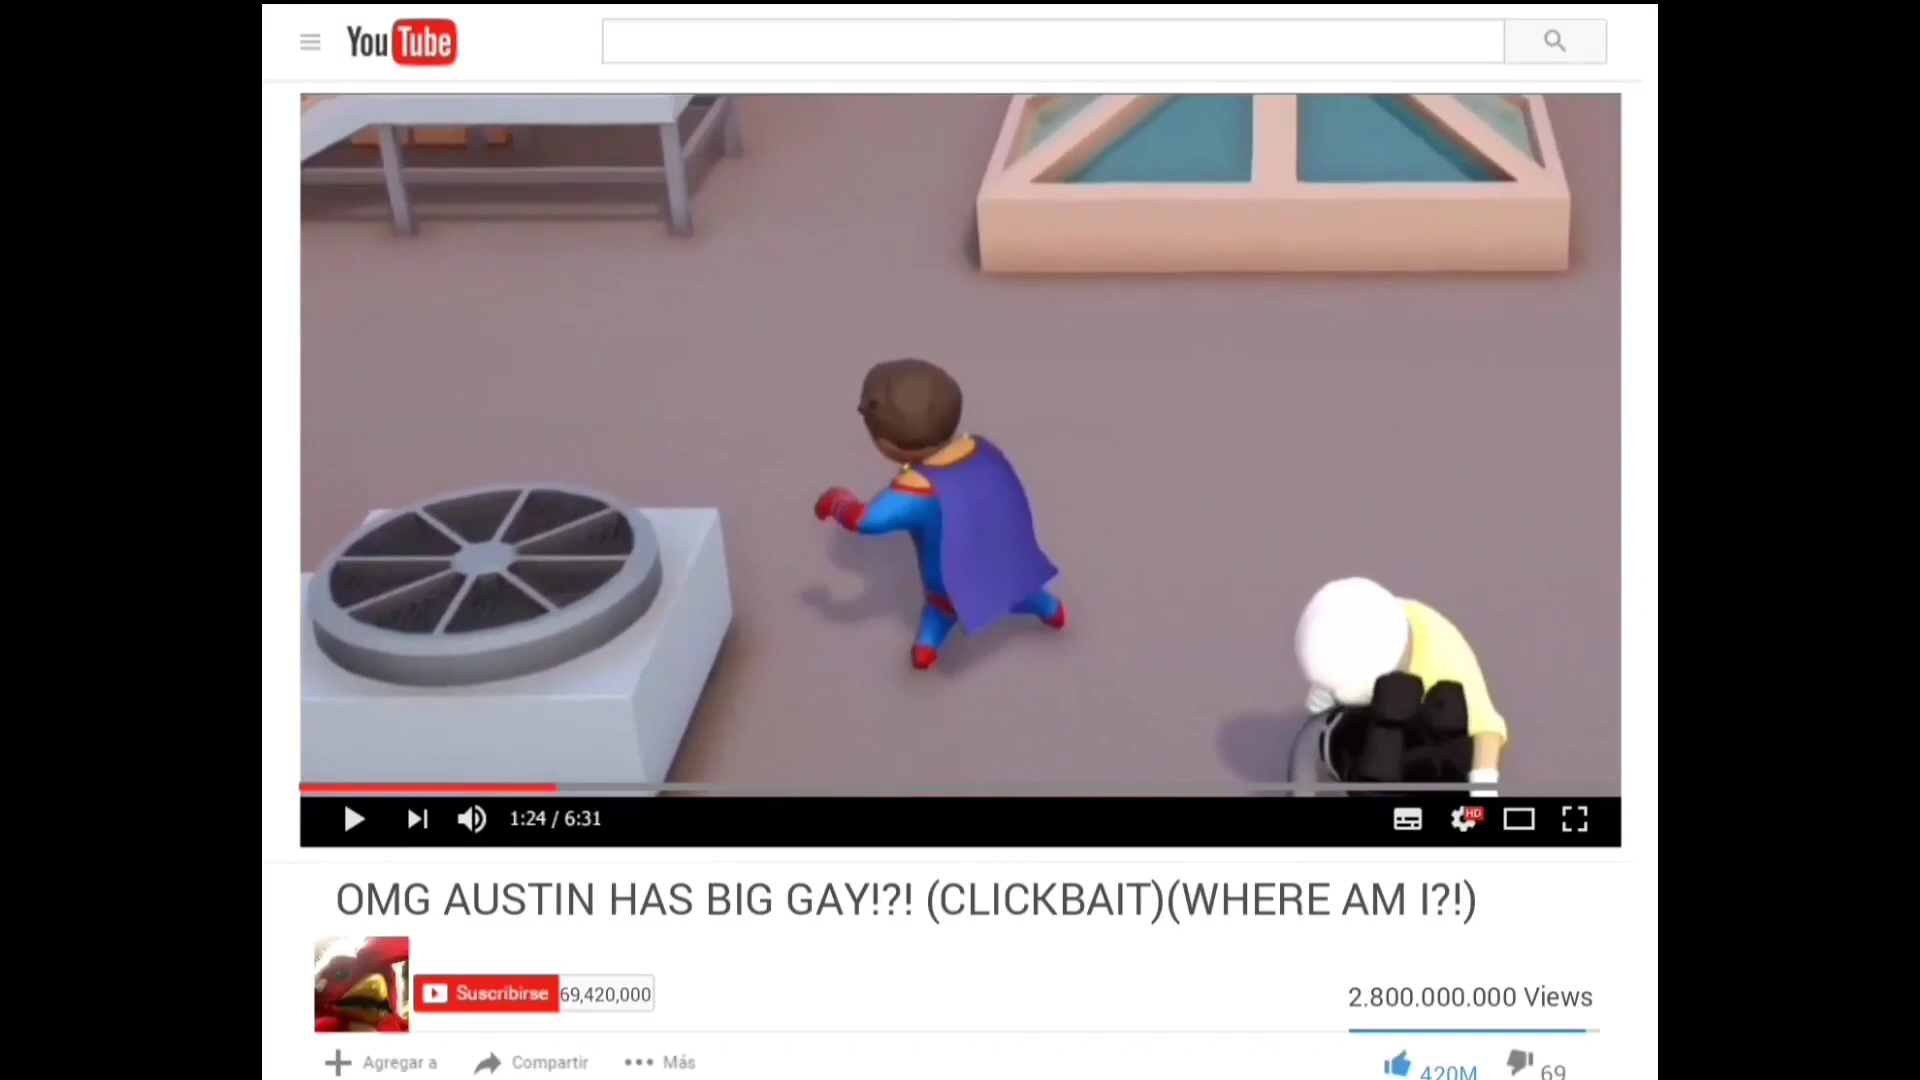 YouTube
1:24 / 6:31
HD
OMG AUSTIN HAS BIG GAY!?! (CLICKBAIT)(WHERE AM I?!)
Suscribirse 69,420,000
2.800.000.000 Views
Agregar a Compartir Más
420M 69